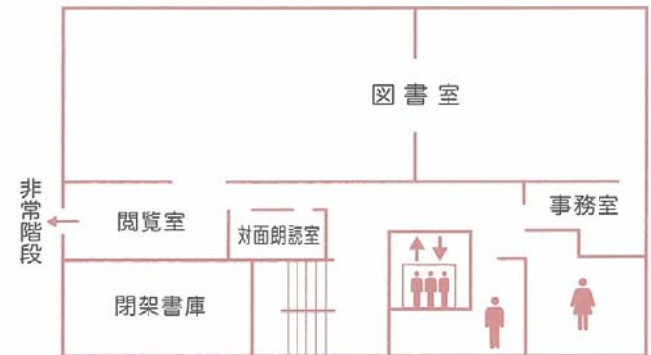 図書室
非常階段
閲覧室
対面朗読室
事務室
閉架書庫